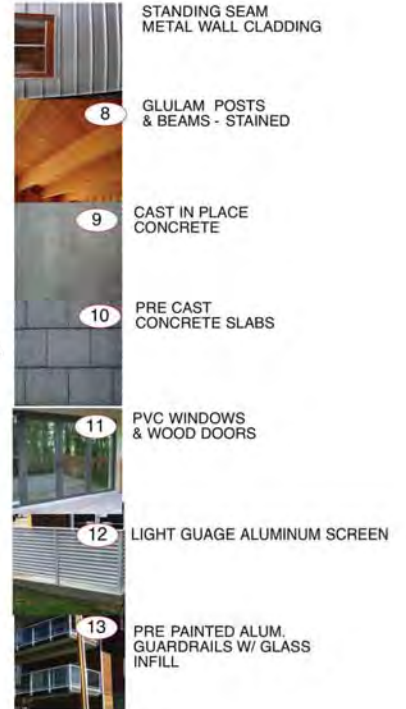 STANDING SEAM
METAL WALL CLADDING
8
GLULAM POSTS
& BEAMS - STAINED
9
CAST IN PLACE
CONCRETE
10
PRE CAST
CONCRETE SLABS
11
PVC WINDOWS
& WOOD DOORS
12
LIGHT GUAGE ALUMINUM SCREEN
13
PRE PAINTED ALUM.
GUARDRAILS W/ GLASS
INFILL